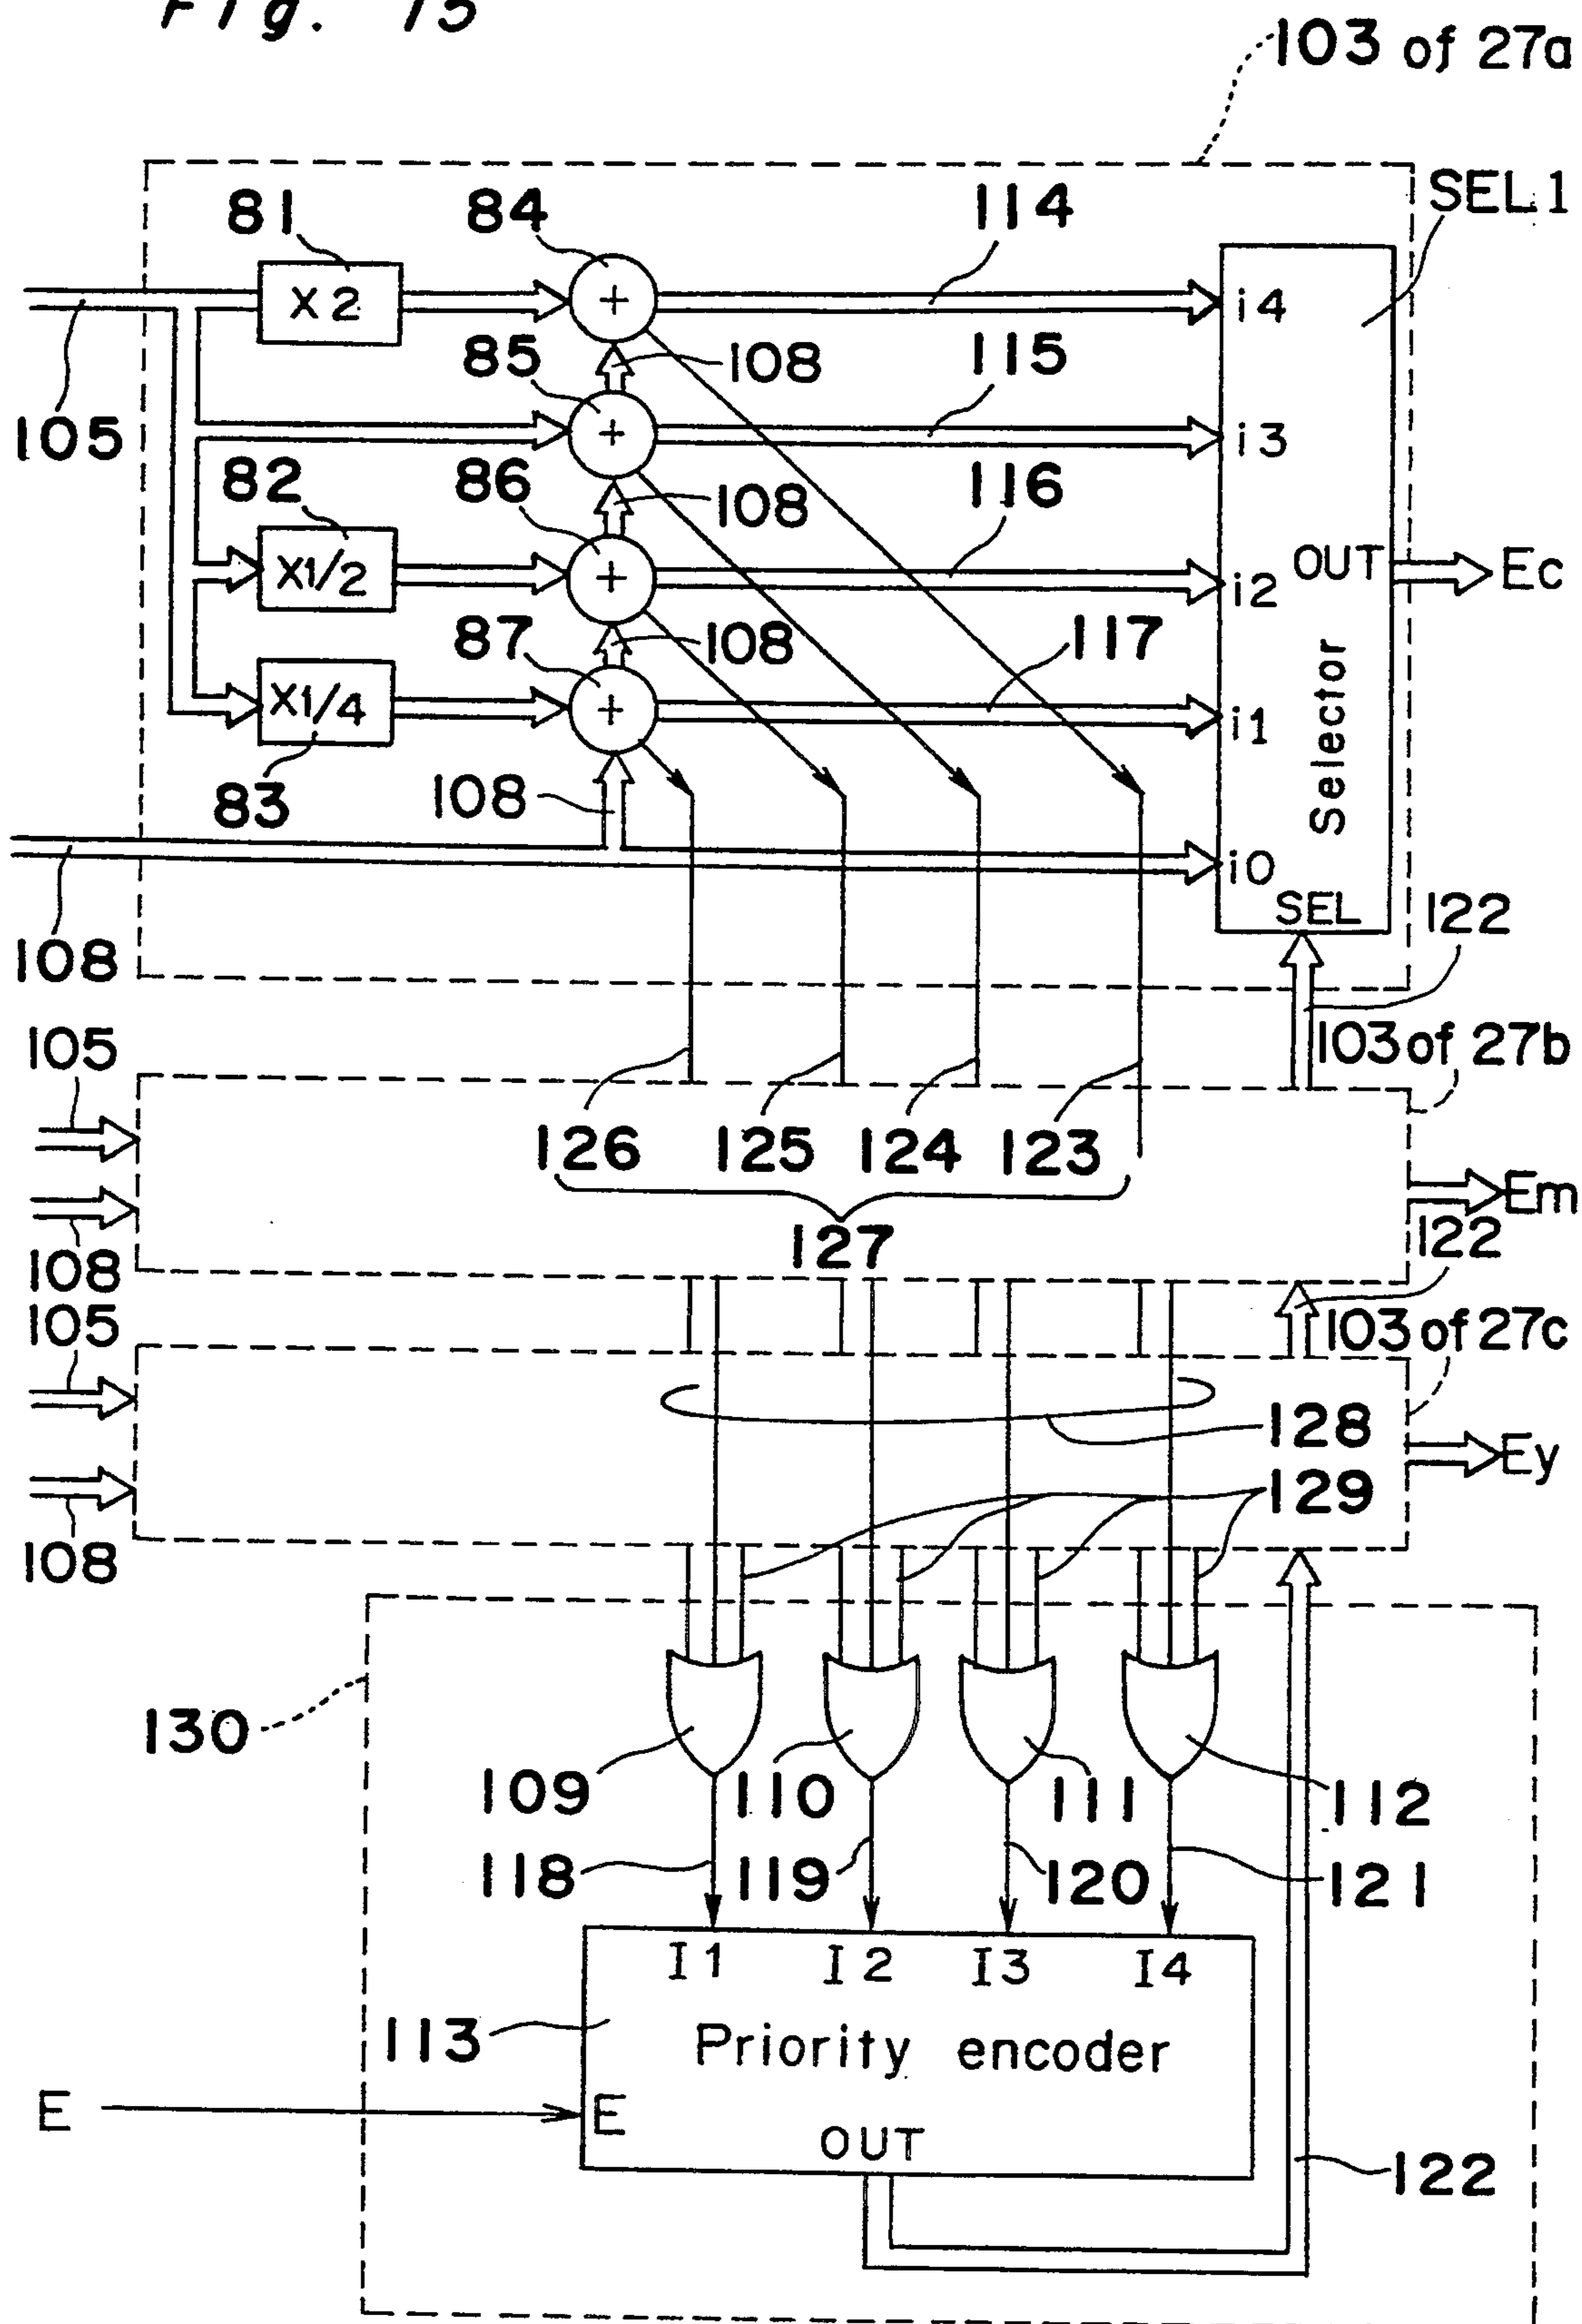 Fig. 15
103 of 27a
SEL1
81
84
114
X2
+
i4
108
85
115
105
+
i3
82
86
108
116
X1/2
+
i2
OUT
Ec
87
108
117
X1/4
+
i1
Selector
83
108
i0
SEL
122
108
103 of 27b
105
126
125
124
123
127
Em
108
122
105
103 of 27c
128
Ey
129
108
130
109
110
111
112
118
119
120
121
I1
I2
I3
I4
113
Priority encoder
E
E
OUT
122